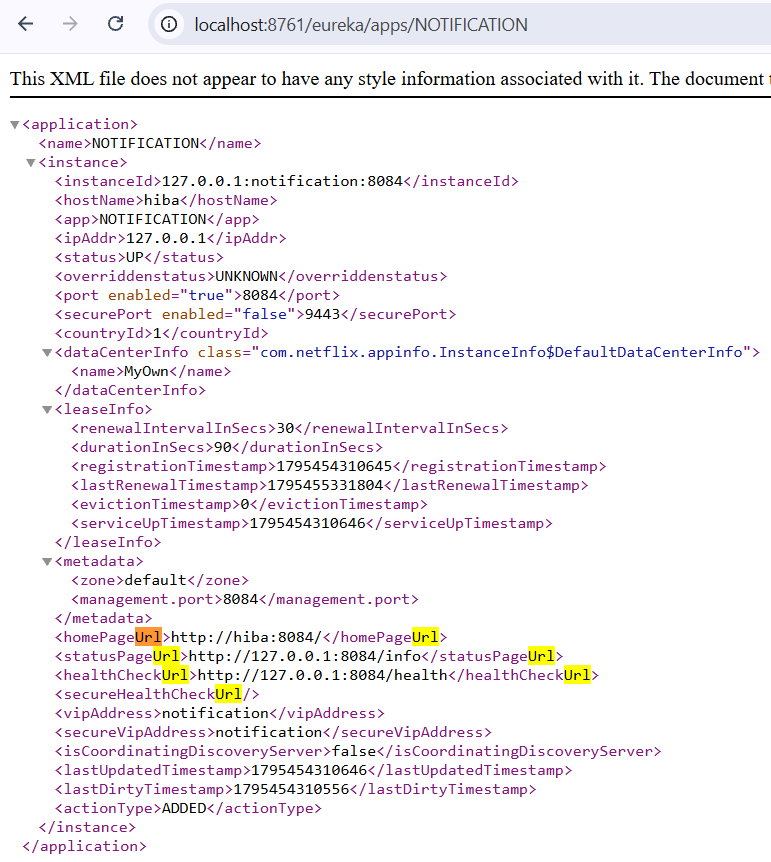 localhost:8761/eureka/apps/NOTIFICATION
This XML file does not appear to have any style information associated with it. The document
<application>
<name>NOTIFICATION</name>
<instance>
<instanceId>127.0.0.1:notification:8084</instanceId>
<hostName>hiba</hostName>
<app>NOTIFICATION</app>
<ipAddr>127.0.0.1</ipAddr>
<status>UP</status>
<overriddenstatus>UNKNOWN</overriddenstatus>
<port enabled="true">8084</port>
<securePort enabled="false">9443</securePort>
<countryId>1</countryId>
<dataCenterInfo class="com.netflix.appinfo.InstanceInfo$DefaultDataCenterInfo">
<name>MyOwn</name>
</dataCenterInfo>
<leaseInfo>
<renewalIntervalInSecs>30</renewalIntervalInSecs>
<durationInSecs>90</durationInSecs>
<registrationTimestamp>1795454310645</registrationTimestamp>
<lastRenewalTimestamp>1795455331804</lastRenewalTimestamp>
<evictionTimestamp>0</evictionTimestamp>
<serviceUpTimestamp>1795454310646</serviceUpTimestamp>
</leaseInfo>
<metadata>
<zone>default</zone>
<management.port>8084</management.port>
</metadata>
<homePageUrl>http://hiba:8084/</homePageUrl>
<statusPageUrl>http://127.0.0.1:8084/info</statusPageUrl>
<healthCheckUrl>http://127.0.0.1:8084/health</healthCheckUrl>
<secureHealthCheckUrl/>
<vipAddress>notification</vipAddress>
<secureVipAddress>notification</secureVipAddress>
<isCoordinatingDiscoveryServer>false</isCoordinatingDiscoveryServer>
<lastUpdatedTimestamp>1795454310646</lastUpdatedTimestamp>
<lastDirtyTimestamp>1795454310556</lastDirtyTimestamp>
<actionType>ADDED</actionType>
</instance>
</application>